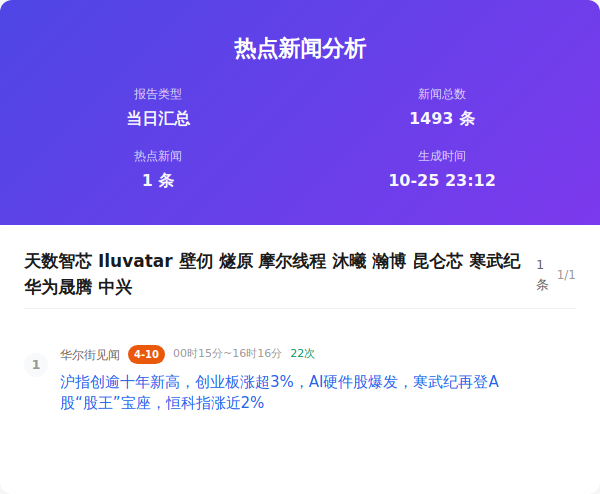 热点新闻分析
报告类型
新闻总数
当日汇总
1493 条
热点新闻
生成时间
1 条
10-25 23:12
天数智芯 Iluvatar 壁仞 燧原 摩尔线程 沐曦 瀚博 昆仑芯 寒武纪
华为晟腾 中兴
1
条
1/1
1
华尔街见闻 4-10 00时15分~16时16分 22次
沪指创逾十年新高，创业板涨超3%，AI硬件股爆发，寒武纪再登A
股“股王”宝座，恒科指涨近2%